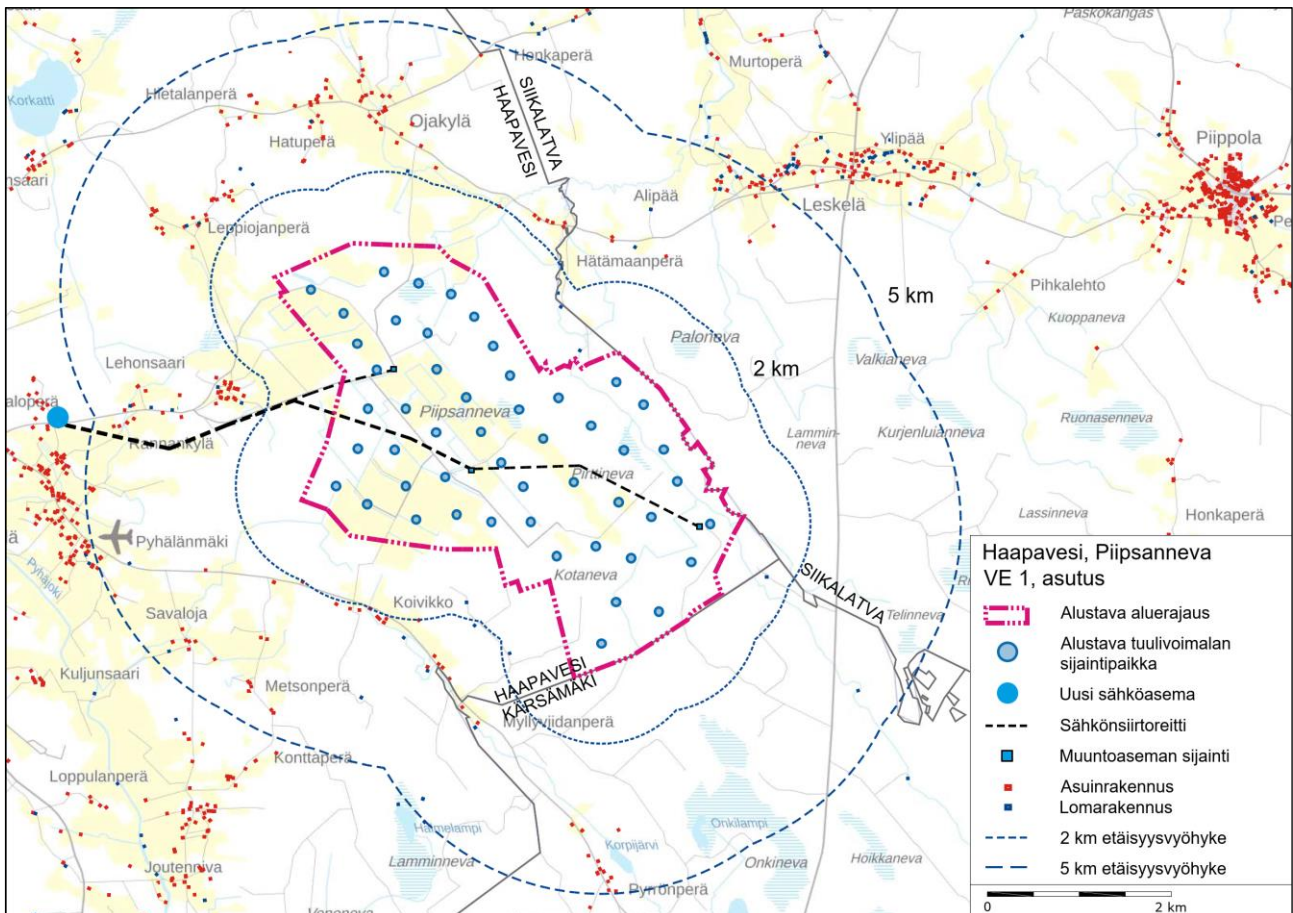 Paskokangas
Honkaperä
Murtoperä
Korkatti
Hietalanperä
Ojakylä
SIIKALATVA
HAAPAVESI
Hatuperä
Ylipää
Piippola
nsaari
Alipää
Leskelä
Leppiojanperä
Hätämaanperä
Pihkalehto
5 km
Kuoppaneva
Paloneva
Valkianeva
Lehonsaari
2 km
aloperä
Piipsanneva
Ruonasenneva
Rannankylä
Lammin-
neva
Kurjenluianneva
Pirttineva
Lassinneva
Honkaperä
ä
Pyhälänmäki
Pyhäjoki
Kotaneva
SIIKALATVA
Koivikko
Savaloja
Telinneva
Kuljunsaari
Metsonperä
HAAPAVESI
KÄRSÄMÄKI
Myllyviidanperä
Konttaperä
Loppulanperä
Haimelampi
Onkilampi
Lamminneva
Korpijärvi
Onkineva
Hoikkaneva
Joutenniva
Pyrrönperä
Haapavesi, Piipsanneva
VE 1, asutus
Alustava aluerajaus
Alustava tuulivoimalan
sijaintipaikka
Uusi sähköasema
Sähkönsiirtoreitti
Muuntoaseman sijainti
Asuinrakennus
Lomarakennus
2 km etäisyysvyöhyke
5 km etäisyysvyöhyke
0 2 km